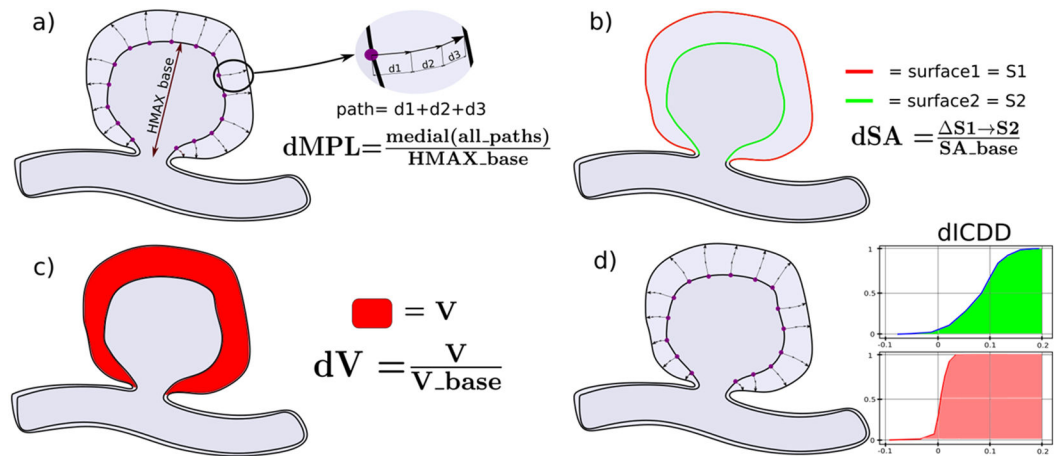 a)
HMAX_base
d1 d2 d3
path= d1+d2+d3
dMPL=medial(all_paths)
HMAX_base
b)
= surface1 = S1
= surface2 = S2
dSA =ΔS1→S2
SA_base
c)
= V
dV =V
V_base
d)
dICDD
1
0.5
0
-0.1 0 0.1 0.2
1
0.5
0
-0.1 0 0.1 0.2